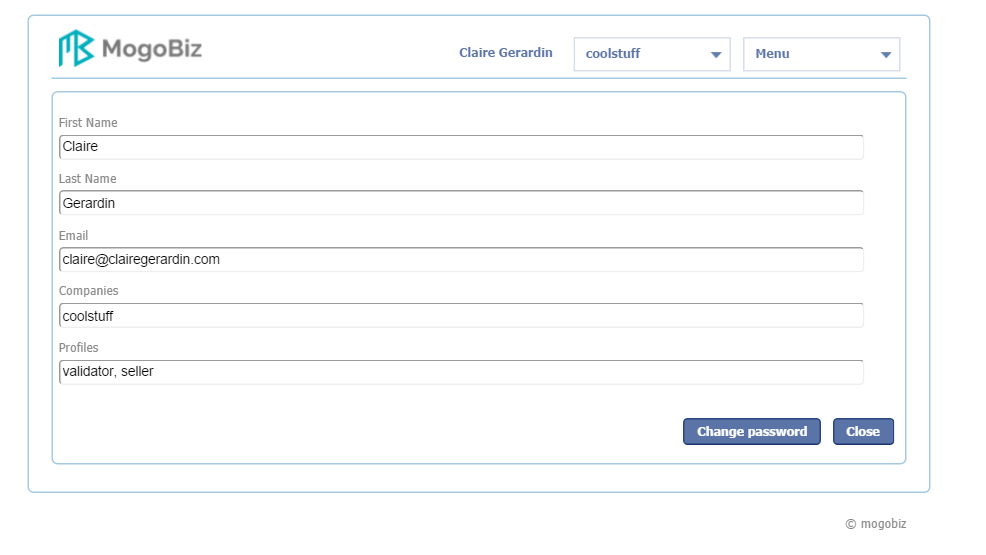 MogoBiz
Claire Gerardin
coolstuff
Menu
First Name
Claire
Last Name
Gerardin
Email
claire@clairegerardin.com
Companies
coolstuff
Profiles
validator, seller
Change password
Close
© mogobiz